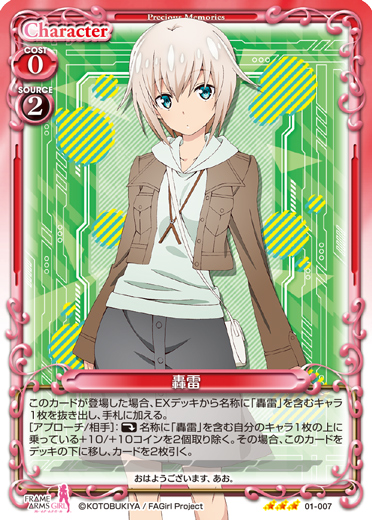 Precious Memories
Character
COST
0
SOURCE
2
轟雷
このカードが登場した場合、EXデッキから名称に「轟雷」を含むキャラ
1枚を抜き出し、手札に加える。
[アプローチ/相手]: 名称に「轟雷」を含む自分のキャラ1枚の上に
乗っている+10/+10コインを2個取り除く。その場合、このカードを
デッキの下に移し、カードを2枚引く。
おはようございます、あお。
FRAME
ARMS GIRL
©KOTOBUKIYA / FAGirl Project
01-007